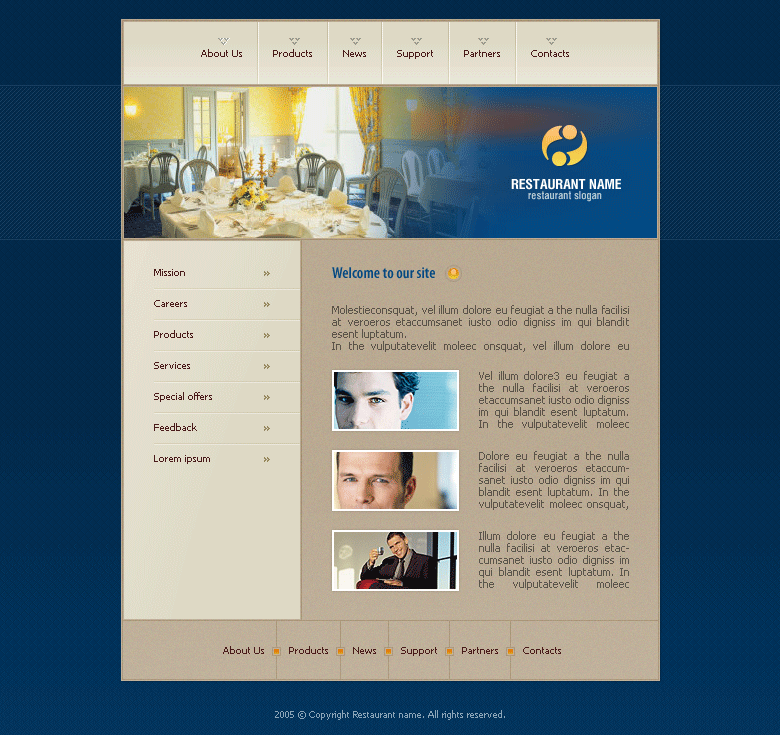 About Us Products News Support Partners Contacts
RESTAURANT NAME
restaurant slogan
Mission
Careers
Products
Services
Special offers
Feedback
Lorem ipsum
Welcome to our site
Molestieconsquat, vel illum dolore eu feugiat a the nulla facilisi
at veroeros etaccumsanet iusto odio digniss im qui blandit
esent luptatum.
In the vulputatevelit moleec onsquat, vel illum dolore eu
Vel illum dolore3 eu feugiat a
the nulla facilisi at veroeros
etaccumsanet iusto odio digniss
im qui blandit esent luptatum.
In the vulputatevelit moleec
Dolore eu feugiat a the nulla
facilisi at veroeros etaccum-
sanet iusto odio digniss im qui
blandit esent luptatum. In the
vulputatevelit moleec onsquat,
Illum dolore eu feugiat a the
nulla facilisi at veroeros etac-
cumsanet iusto odio digniss im
qui blandit esent luptatum. In
the vulputatevelit moleec
About Us Products News Support Partners Contacts
2005 © Copyright Restaurant name. All rights reserved.